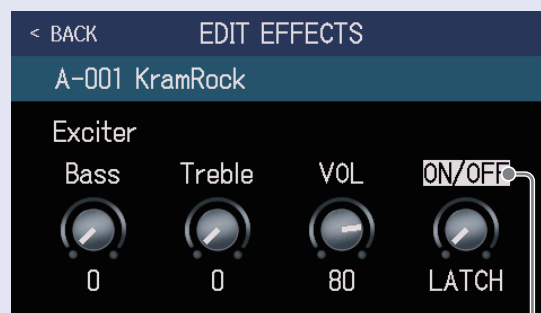 < BACK EDIT EFFECTS
A-001 KramRock
Exciter
Bass Treble VOL ON/OFF
0 0 80 LATCH